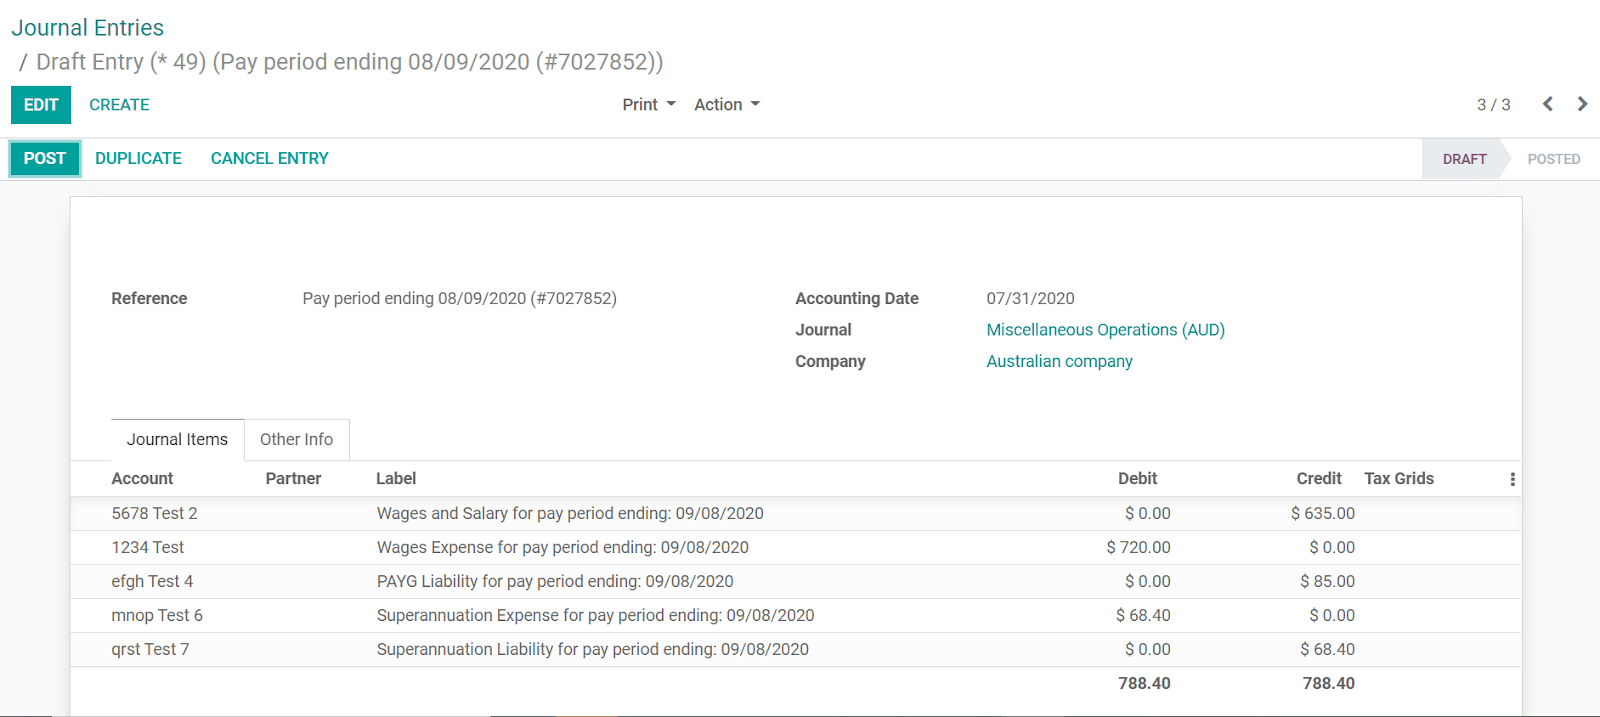 Journal Entries
/ Draft Entry (* 49) (Pay period ending 08/09/2020 (#7027852))
EDIT CREATE Print Action 3 / 3
POST DUPLICATE CANCEL ENTRY DRAFT POSTED
Reference Pay period ending 08/09/2020 (#7027852) Accounting Date 07/31/2020
Journal Miscellaneous Operations (AUD)
Company Australian company
Journal Items Other Info
Account Partner Label Debit Credit Tax Grids
5678 Test 2 Wages and Salary for pay period ending: 09/08/2020 $ 0.00 $ 635.00
1234 Test Wages Expense for pay period ending: 09/08/2020 $ 720.00 $ 0.00
efgh Test 4 PAYG Liability for pay period ending: 09/08/2020 $ 0.00 $ 85.00
mnop Test 6 Superannuation Expense for pay period ending: 09/08/2020 $ 68.40 $ 0.00
qrst Test 7 Superannuation Liability for pay period ending: 09/08/2020 $ 0.00 $ 68.40
788.40 788.40